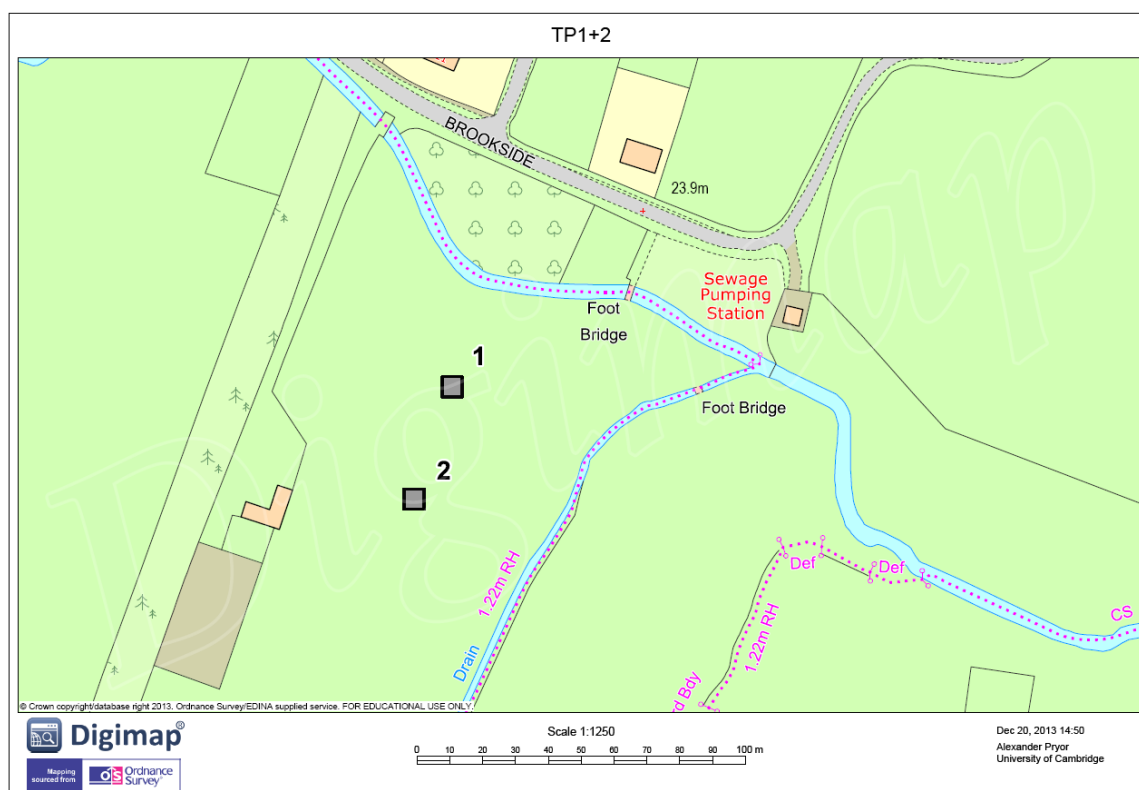 TP1+2
BROOKSIDE
23.9m
Sewage
Pumping
Station
Foot
Bridge
1
Foot Bridge
2
Def
Def
1.22m RH
1.22m RH
CS
Drain
d Bdy
© Crown copyright/database right 2013. Ordnance Survey/EDINA supplied service. FOR EDUCATIONAL USE ONLY.
Digimap®
Mapping
sourced from
OS Ordnance
Survey®
Scale 1:1250
0 10 20 30 40 50 60 70 80 90 100 m
Dec 20, 2013 14:50
Alexander Pryor
University of Cambridge
Digimap